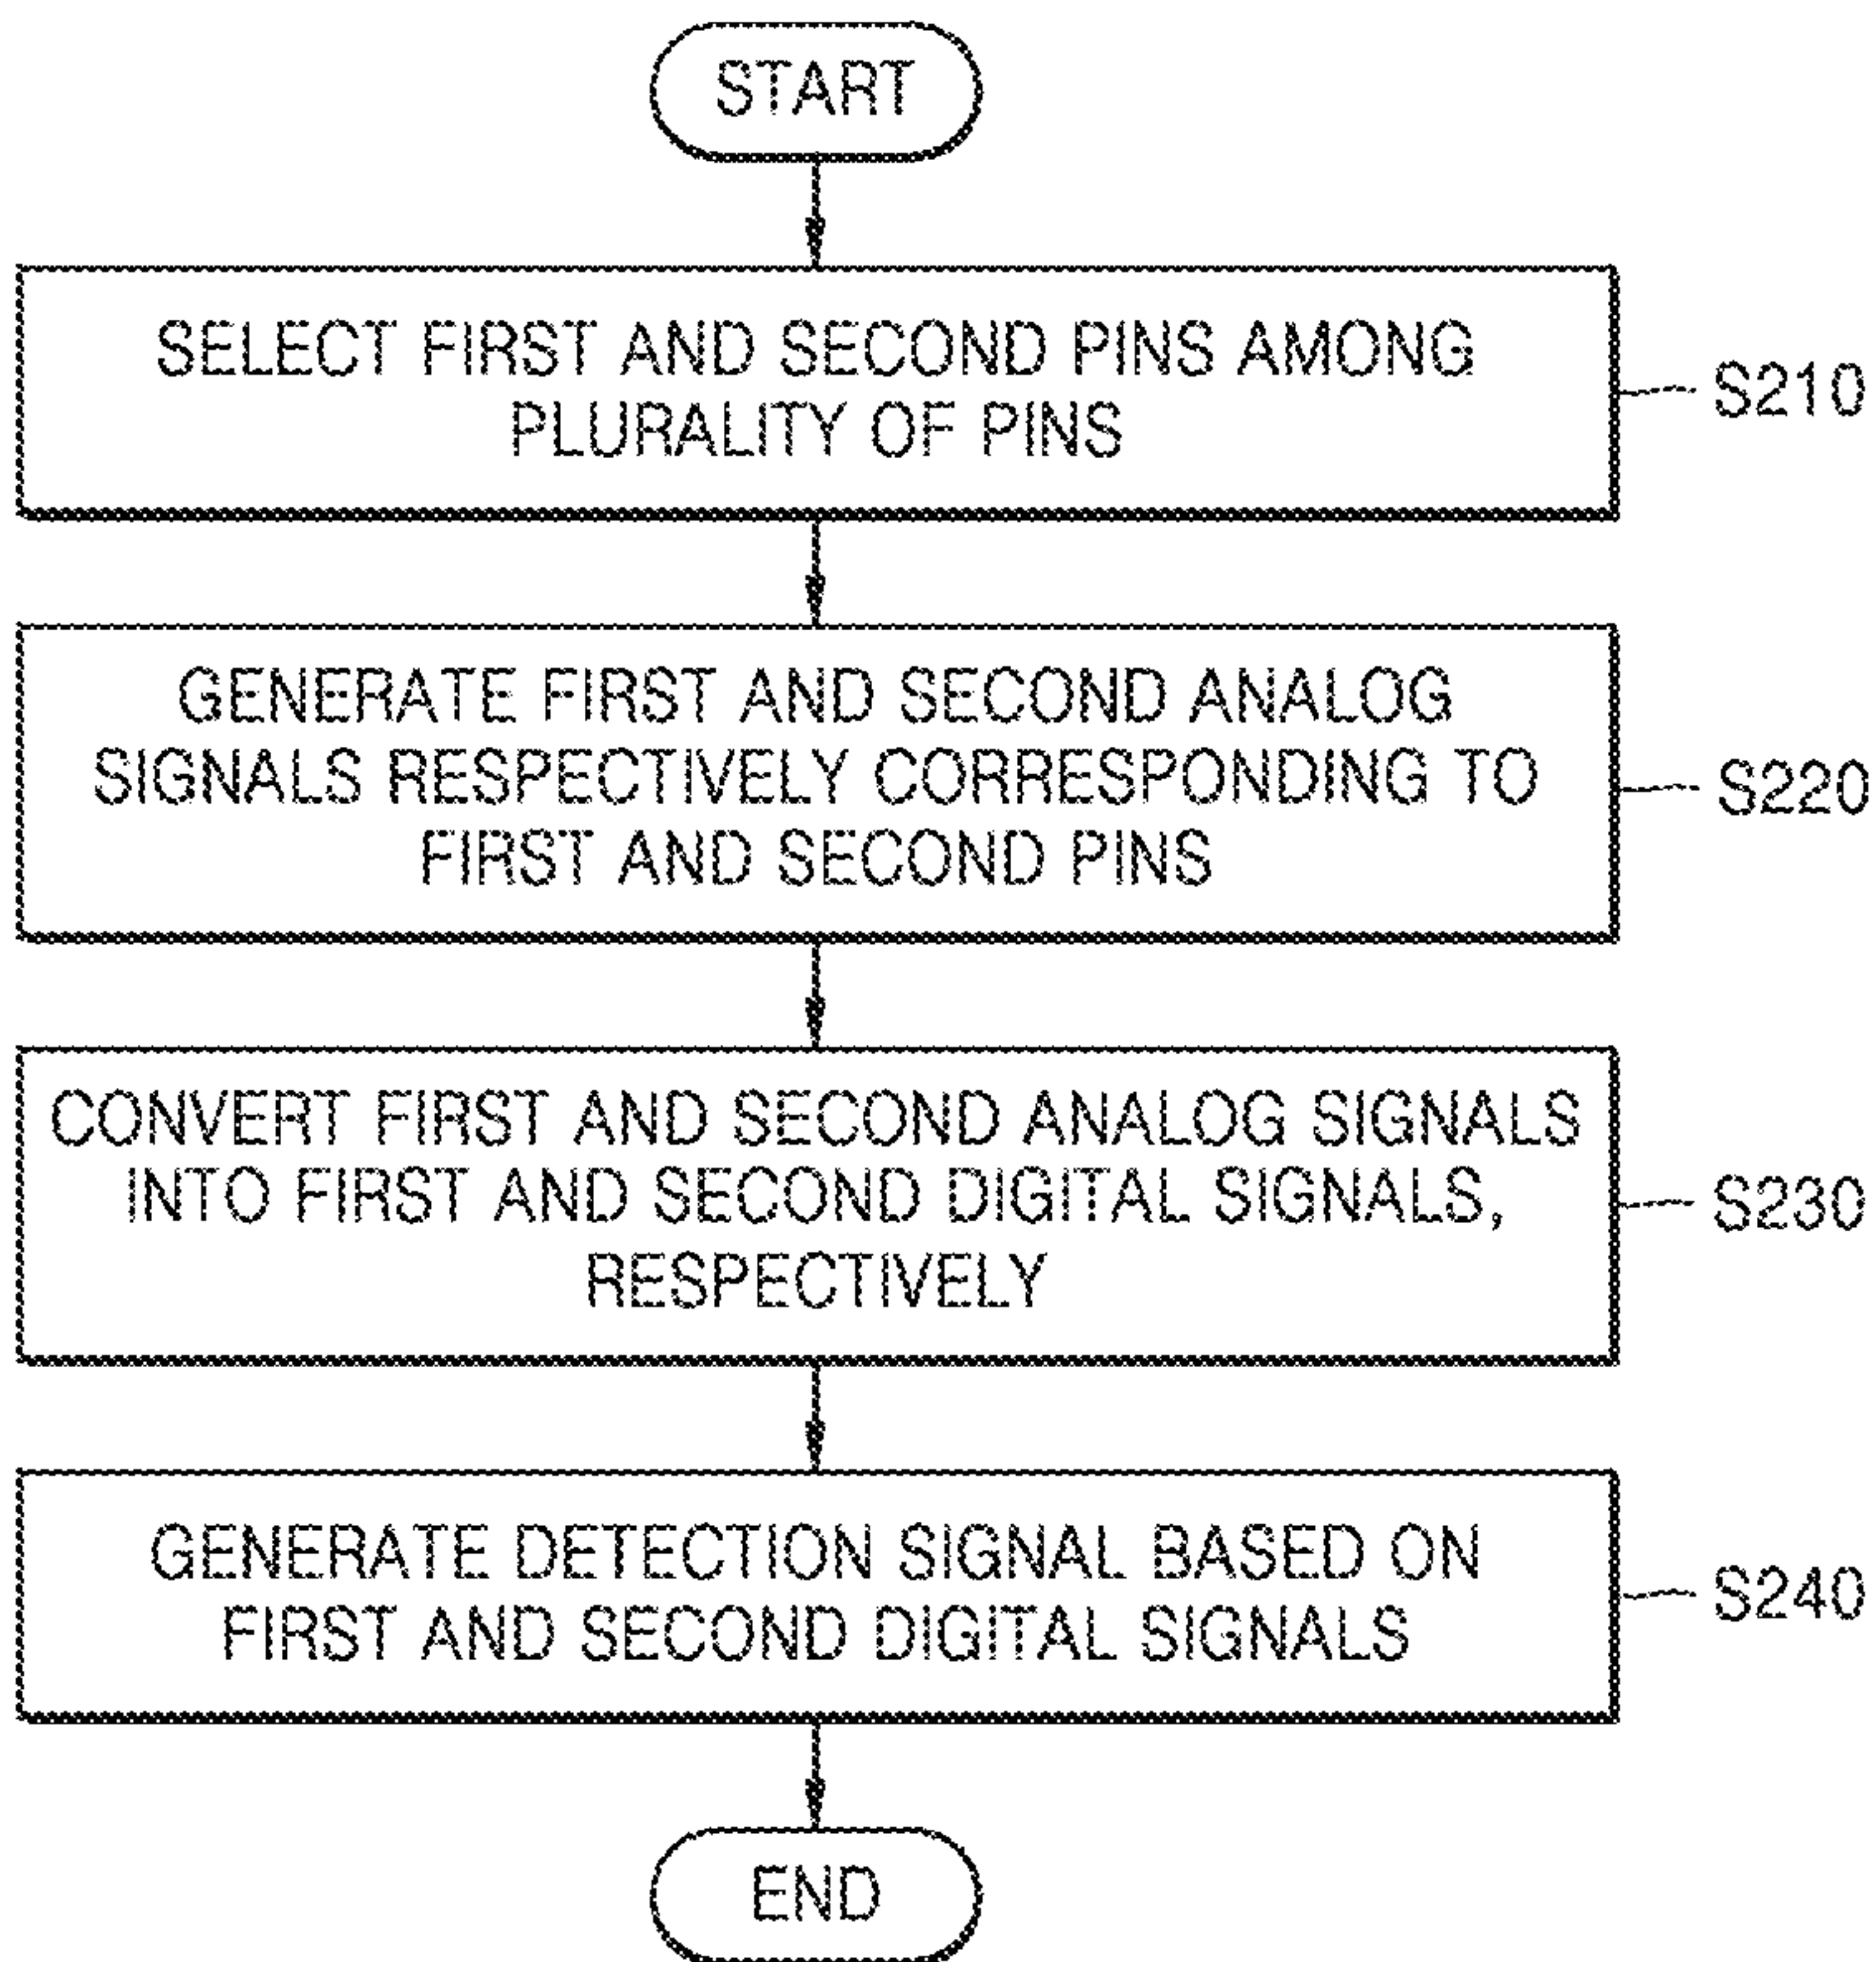 START
SELECT FIRST AND SECOND PINS AMONG
PLURALITY OF PINS
S210
GENERATE FIRST AND SECOND ANALOG
SIGNALS RESPECTIVELY CORRESPONDING TO
FIRST AND SECOND PINS
S220
CONVERT FIRST AND SECOND ANALOG SIGNALS
INTO FIRST AND SECOND DIGITAL SIGNALS,
RESPECTIVELY
S230
GENERATE DETECTION SIGNAL BASED ON
FIRST AND SECOND DIGITAL SIGNALS
S240
END